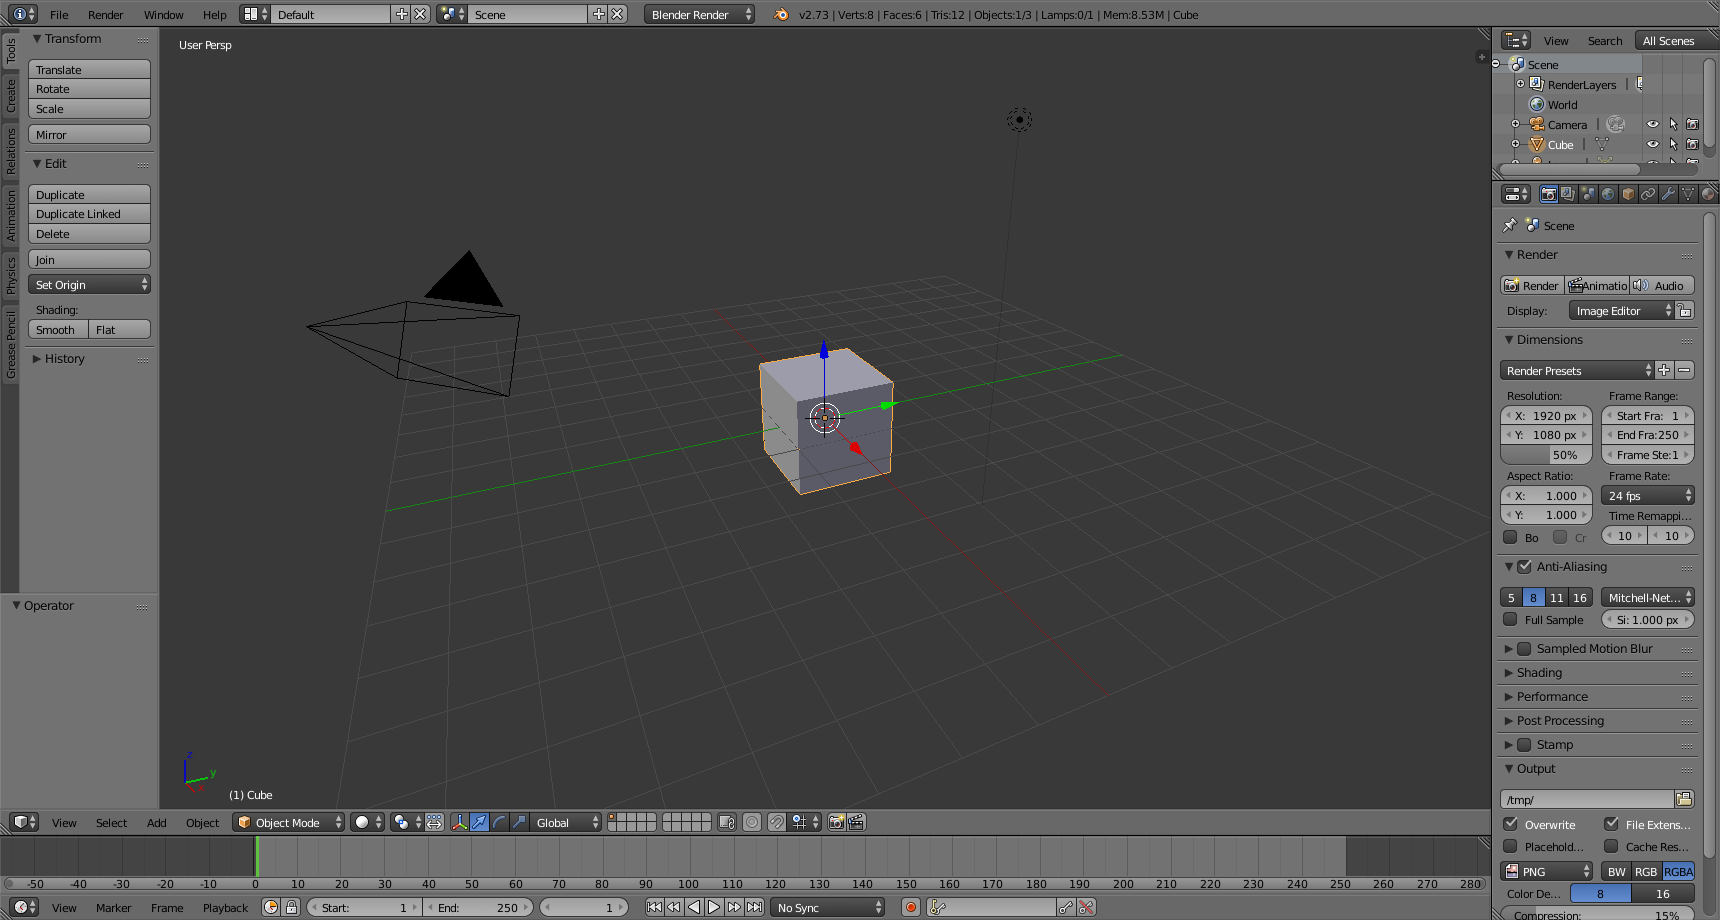 File Render Window Help Default Scene Blender Render v2.73 | Verts:8 | Faces:6 | Tris:12 | Objects:1/3 | Lamps:0/1 | Mem:8.53M | Cube
Tools
Create
Relations
Animation
Physics
Grease Pencil
Transform
Translate
Rotate
Scale
Mirror
Edit
Duplicate
Duplicate Linked
Delete
Join
Set Origin
Shading:
Smooth Flat
History
Operator
User Persp
z
y
x
(1) Cube
View Select Add Object Object Mode Global
-50 -40 -30 -20 -10 0 10 20 30 40 50 60 70 80 90 100 110 120 130 140 150 160 170 180 190 200 210 220 230 240 250 260 270 280
View Marker Frame Playback Start: 1 End: 250 1 No Sync
View Search All Scenes
Scene
RenderLayers
World
Camera
Cube
Scene
Render
Render Animatio Audio
Display: Image Editor
Dimensions
Render Presets
Resolution: Frame Range:
X: 1920 px Start Fra: 1
Y: 1080 px End Fra:250
50% Frame Ste:1
Aspect Ratio: Frame Rate:
X: 1.000 24 fps
Y: 1.000 Time Remappi...
Bo Cr 10 10
Anti-Aliasing
5 8 11 16 Mitchell-Net...
Full Sample Si: 1.000 px
Sampled Motion Blur
Shading
Performance
Post Processing
Stamp
Output
/tmp/
Overwrite File Extens...
Placehold... Cache Res...
PNG BW RGB RGBA
Color De... 8 16
Compression: 15%